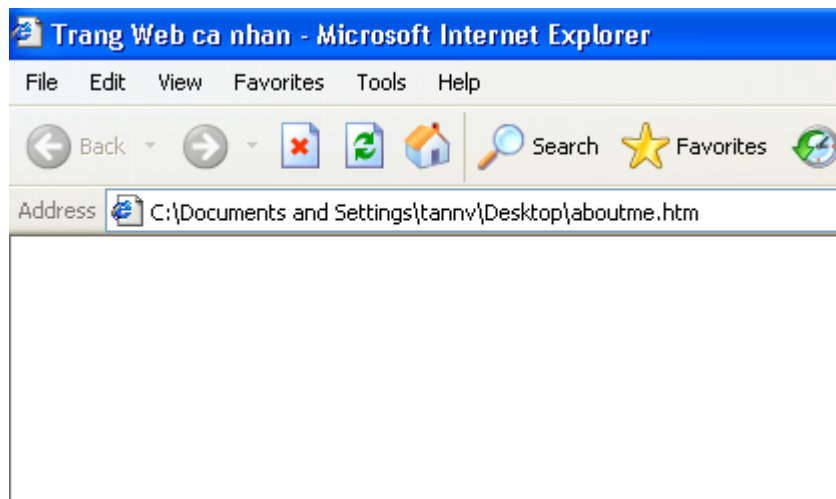 Trang Web ca nhan - Microsoft Internet Explorer
File Edit View Favorites Tools Help
Back Search Favorites
Address C:\Documents and Settings\tannv\Desktop\aboutme.htm